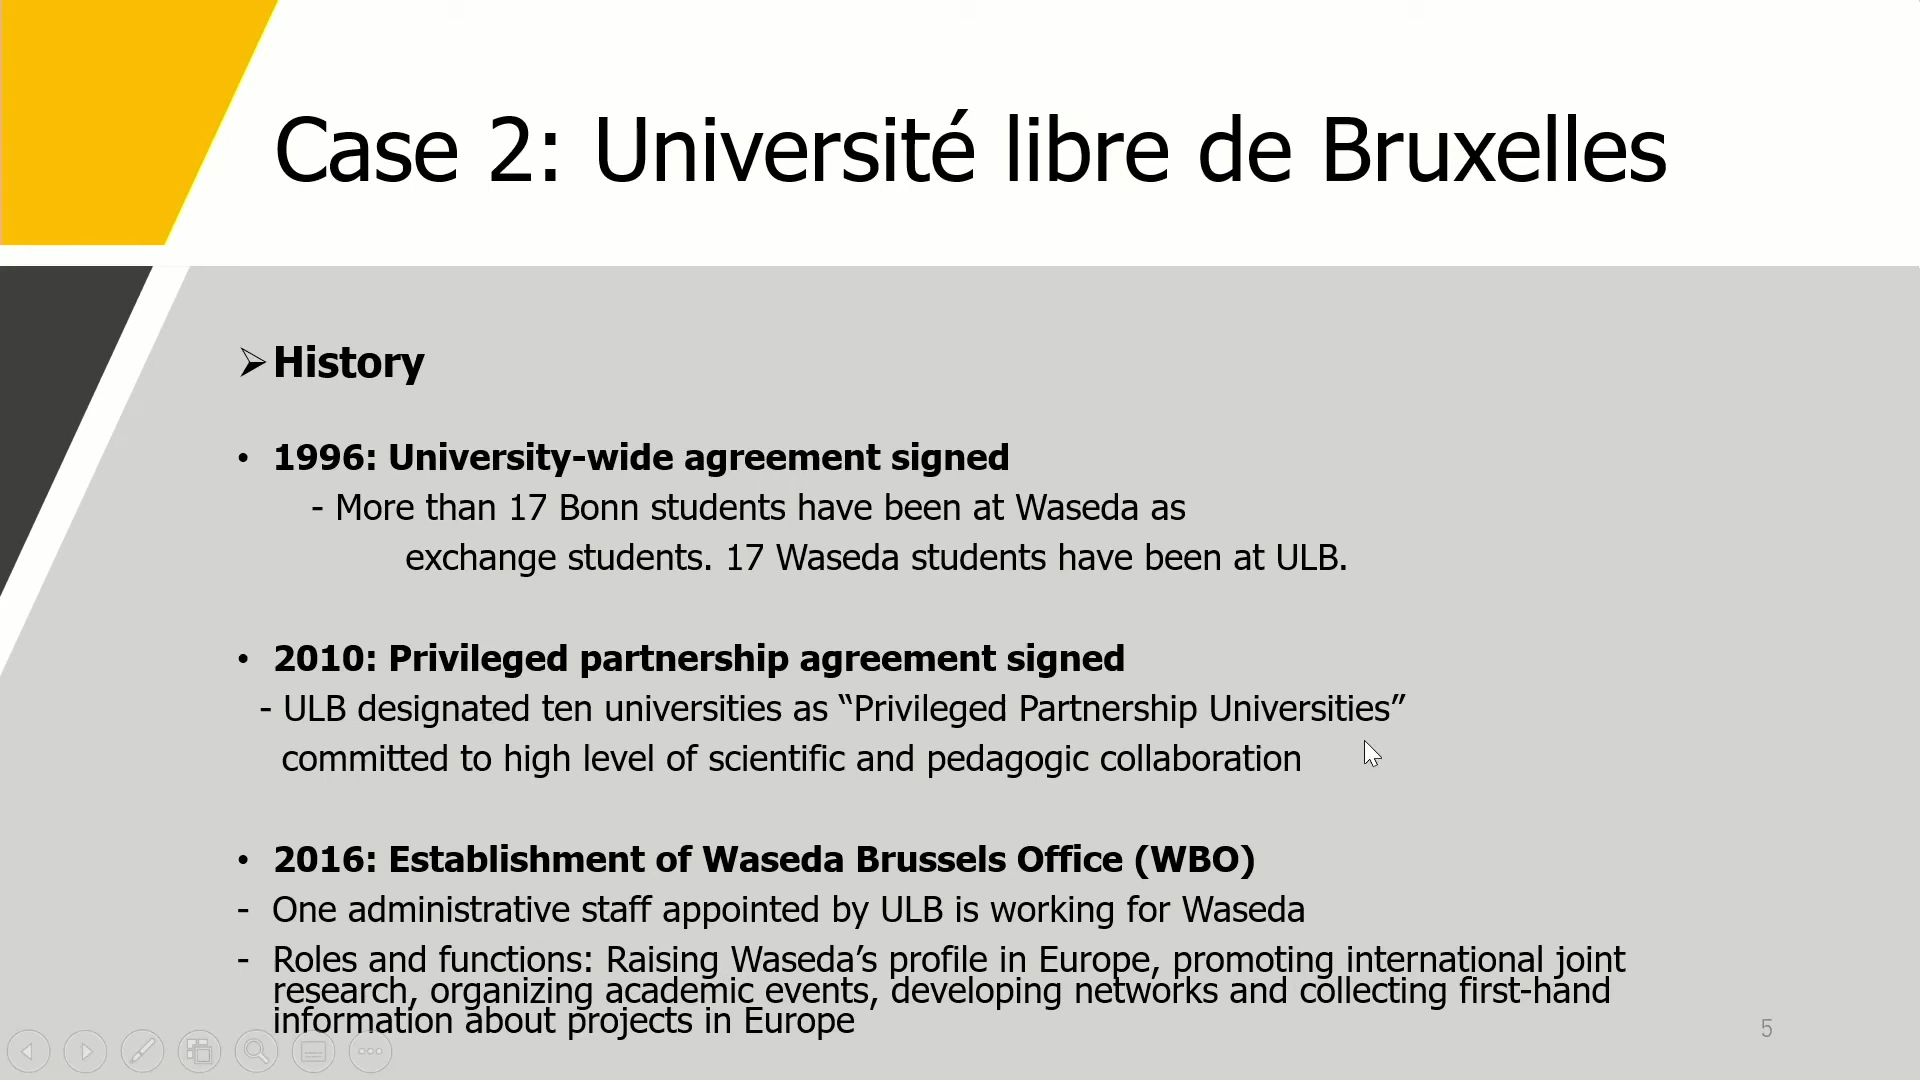 Case 2: Université libre de Bruxelles
➢ History
• 1996: University-wide agreement signed
- More than 17 Bonn students have been at Waseda as
exchange students. 17 Waseda students have been at ULB.
• 2010: Privileged partnership agreement signed
- ULB designated ten universities as “Privileged Partnership Universities”
committed to high level of scientific and pedagogic collaboration
• 2016: Establishment of Waseda Brussels Office (WBO)
- One administrative staff appointed by ULB is working for Waseda
- Roles and functions: Raising Waseda’s profile in Europe, promoting international joint
research, organizing academic events, developing networks and collecting first-hand
information about projects in Europe
5